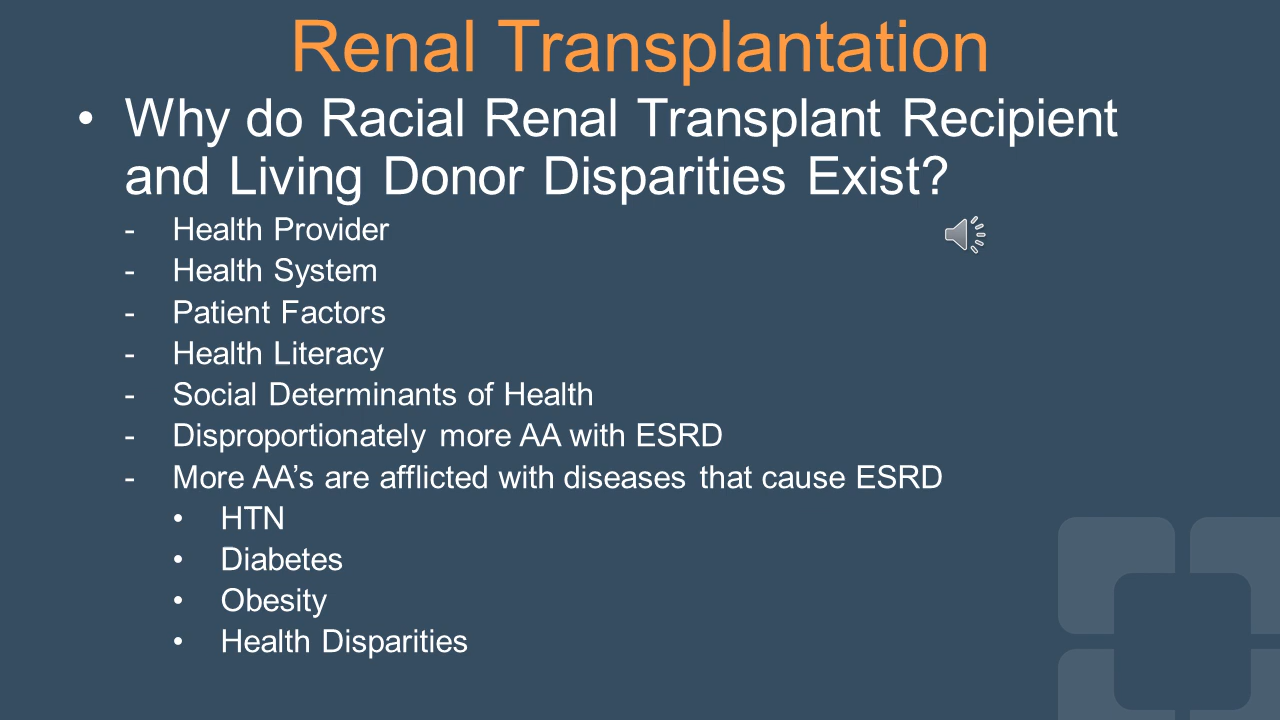 Renal Transplantation
• Why do Racial Renal Transplant Recipient
and Living Donor Disparities Exist?
- Health Provider
- Health System
- Patient Factors
- Health Literacy
- Social Determinants of Health
- Disproportionately more AA with ESRD
- More AA’s are afflicted with diseases that cause ESRD
• HTN
• Diabetes
• Obesity
• Health Disparities